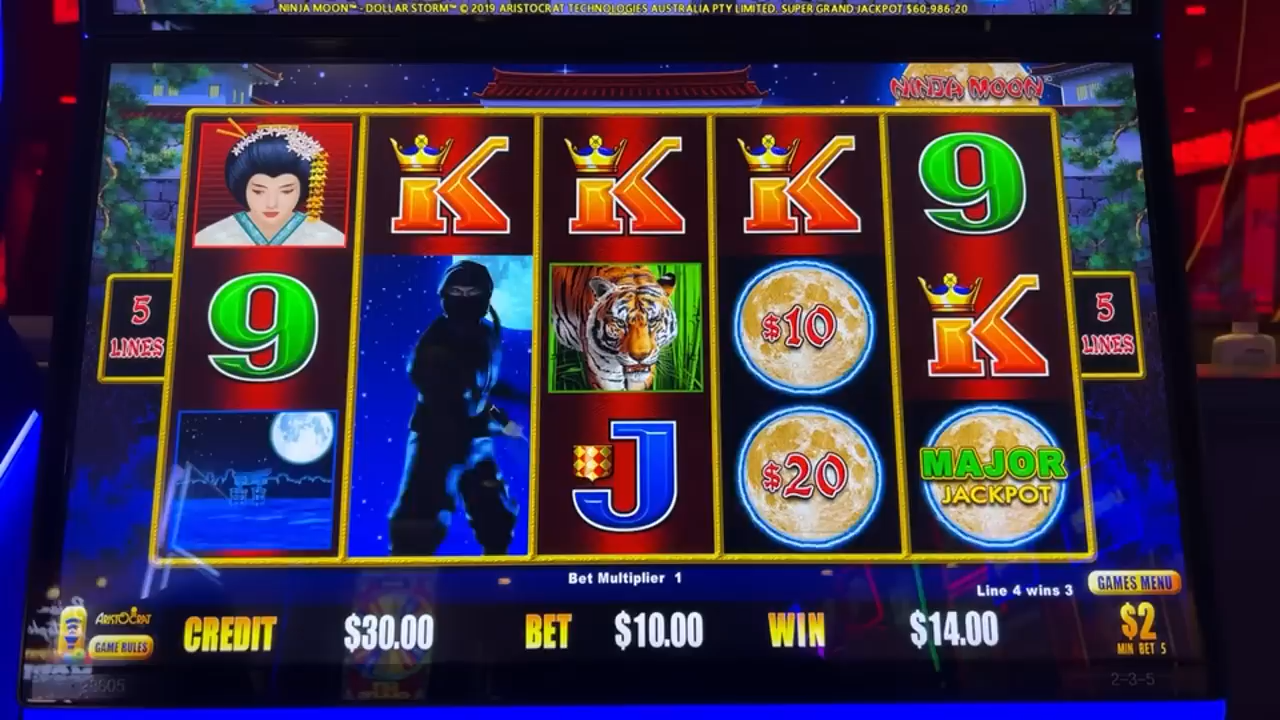 NINJA MOON™ - DOLLAR STORM™ © 2019 ARISTOCRAT TECHNOLOGIES AUSTRALIA PTY LIMITED. SUPER GRAND JACKPOT $60,986.20
NINJA MOON
K K K 9
9 $10 K
5 LINES
5 LINES
J $20 MAJOR JACKPOT
Bet Multiplier 1
Line 4 wins 3
GAMES MENU
ARISTOCRAT
GAME RULES
CREDIT $30.00 BET $10.00 WIN $14.00
$2
MIN BET 5
2-3-5